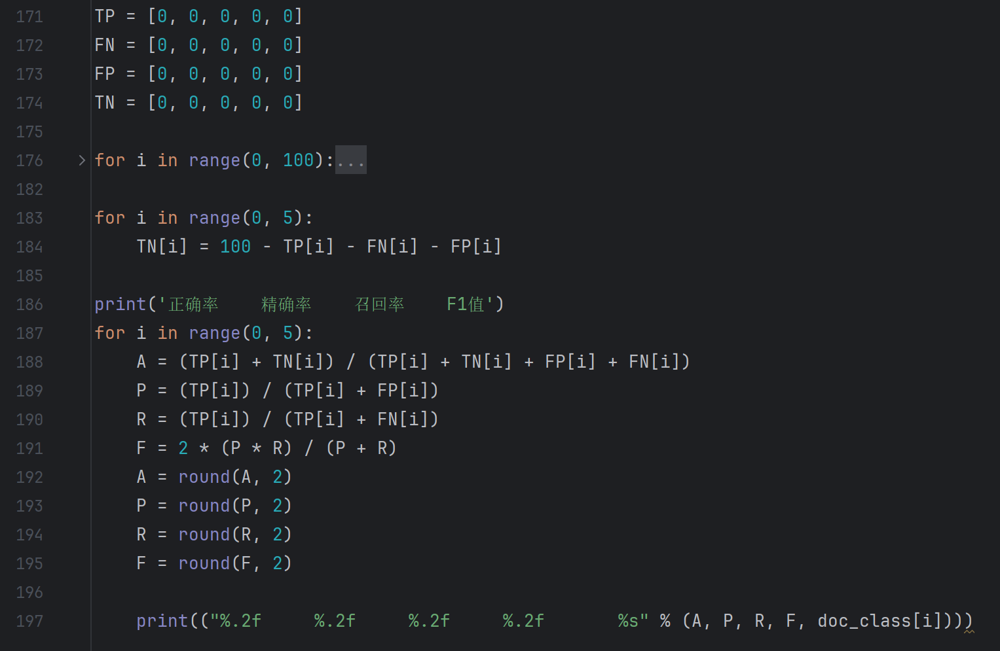 171 TP = [0, 0, 0, 0, 0]
172 FN = [0, 0, 0, 0, 0]
173 FP = [0, 0, 0, 0, 0]
174 TN = [0, 0, 0, 0, 0]
175
176 for i in range(0, 100):...
182
183 for i in range(0, 5):
184     TN[i] = 100 - TP[i] - FN[i] - FP[i]
185
186 print('正确率    精确率    召回率    F1值')
187 for i in range(0, 5):
188     A = (TP[i] + TN[i]) / (TP[i] + TN[i] + FP[i] + FN[i])
189     P = (TP[i]) / (TP[i] + FP[i])
190     R = (TP[i]) / (TP[i] + FN[i])
191     F = 2 * (P * R) / (P + R)
192     A = round(A, 2)
193     P = round(P, 2)
194     R = round(R, 2)
195     F = round(F, 2)
196
197     print(("%.2f     %.2f     %.2f     %.2f       %s" % (A, P, R, F, doc_class[i])))